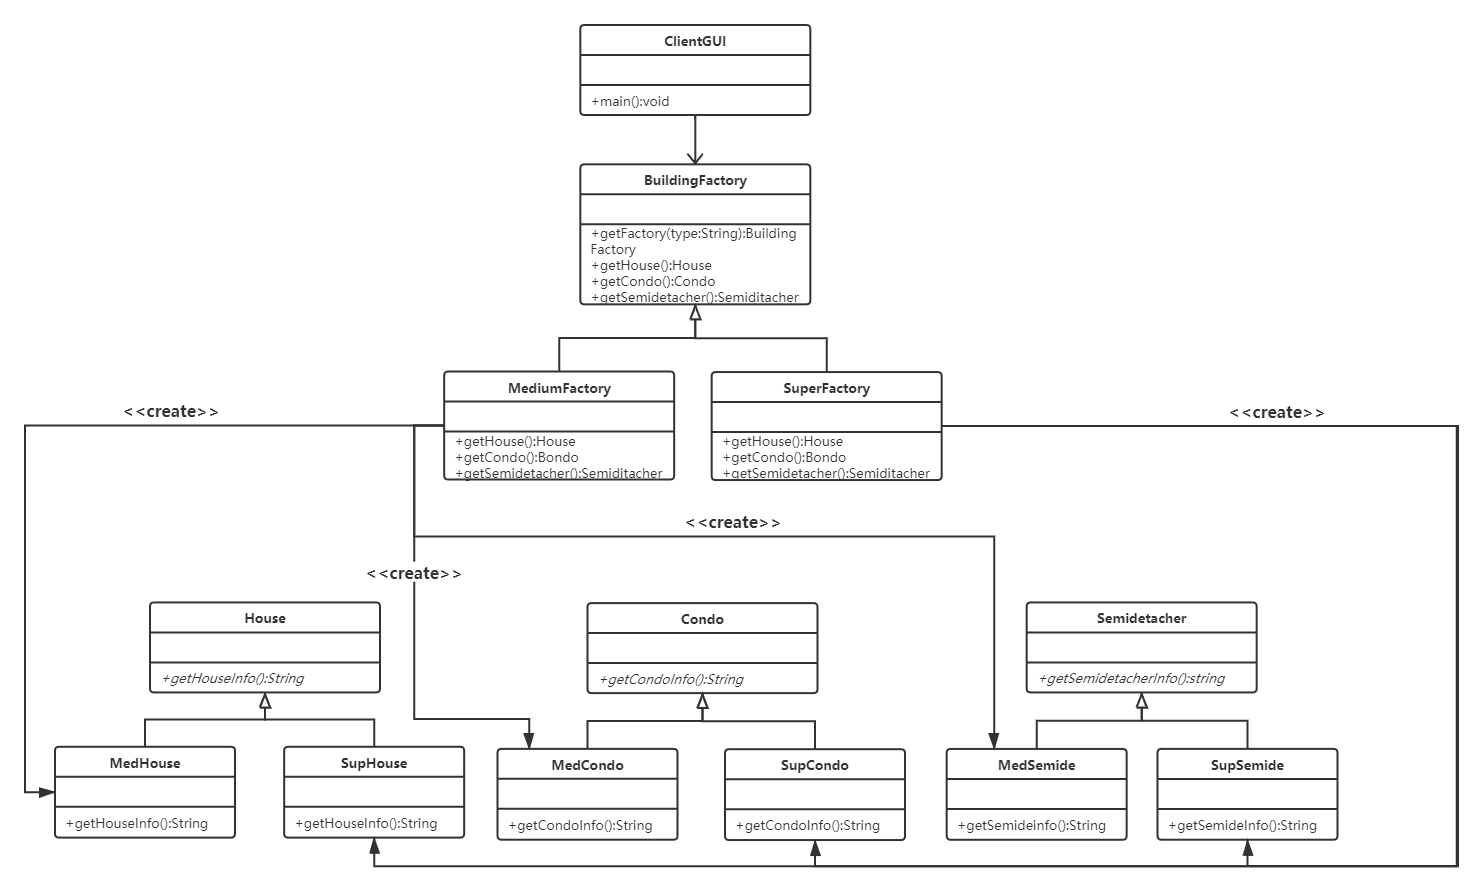 ClientGUI
+main():void
BuildingFactory
+getFactory(type:String):Building
Factory
+getHouse():House
+getCondo():Condo
+getSemidetacher():Semiditacher
MediumFactory
+getHouse():House
+getCondo():Bondo
+getSemidetacher():Semiditacher
SuperFactory
+getHouse():House
+getCondo():Bondo
+getSemidetacher():Semiditacher
<<create>>
<<create>>
<<create>>
<<create>>
House
+getHouseInfo():String
Condo
+getCondoInfo():String
Semidetacher
+getSemidetacherInfo():string
MedHouse
+getHouseInfo():String
SupHouse
+getHouseInfo():String
MedCondo
+getCondoInfo():String
SupCondo
+getCondoInfo():String
MedSemide
+getSemideinfo():String
SupSemide
+getSemideInfo():String